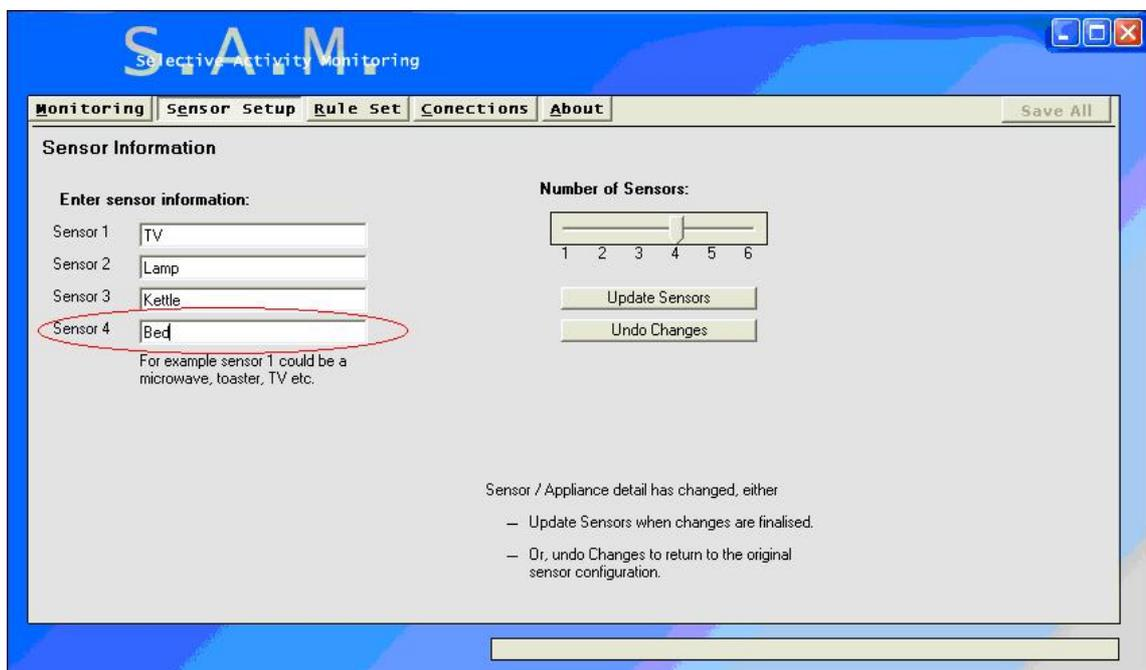 S.A.M.
Selective Activity Monitoring
Monitoring Sensor Setup Rule Set Conections About Save All
Sensor Information
Enter sensor information:
Sensor 1 TV
Sensor 2 Lamp
Sensor 3 Kettle
Sensor 4 Bed
For example sensor 1 could be a
microwave, toaster, TV etc.
Number of Sensors:
1 2 3 4 5 6
Update Sensors
Undo Changes
Sensor / Appliance detail has changed, either
– Update Sensors when changes are finalised.
– Or, undo Changes to return to the original
sensor configuration.